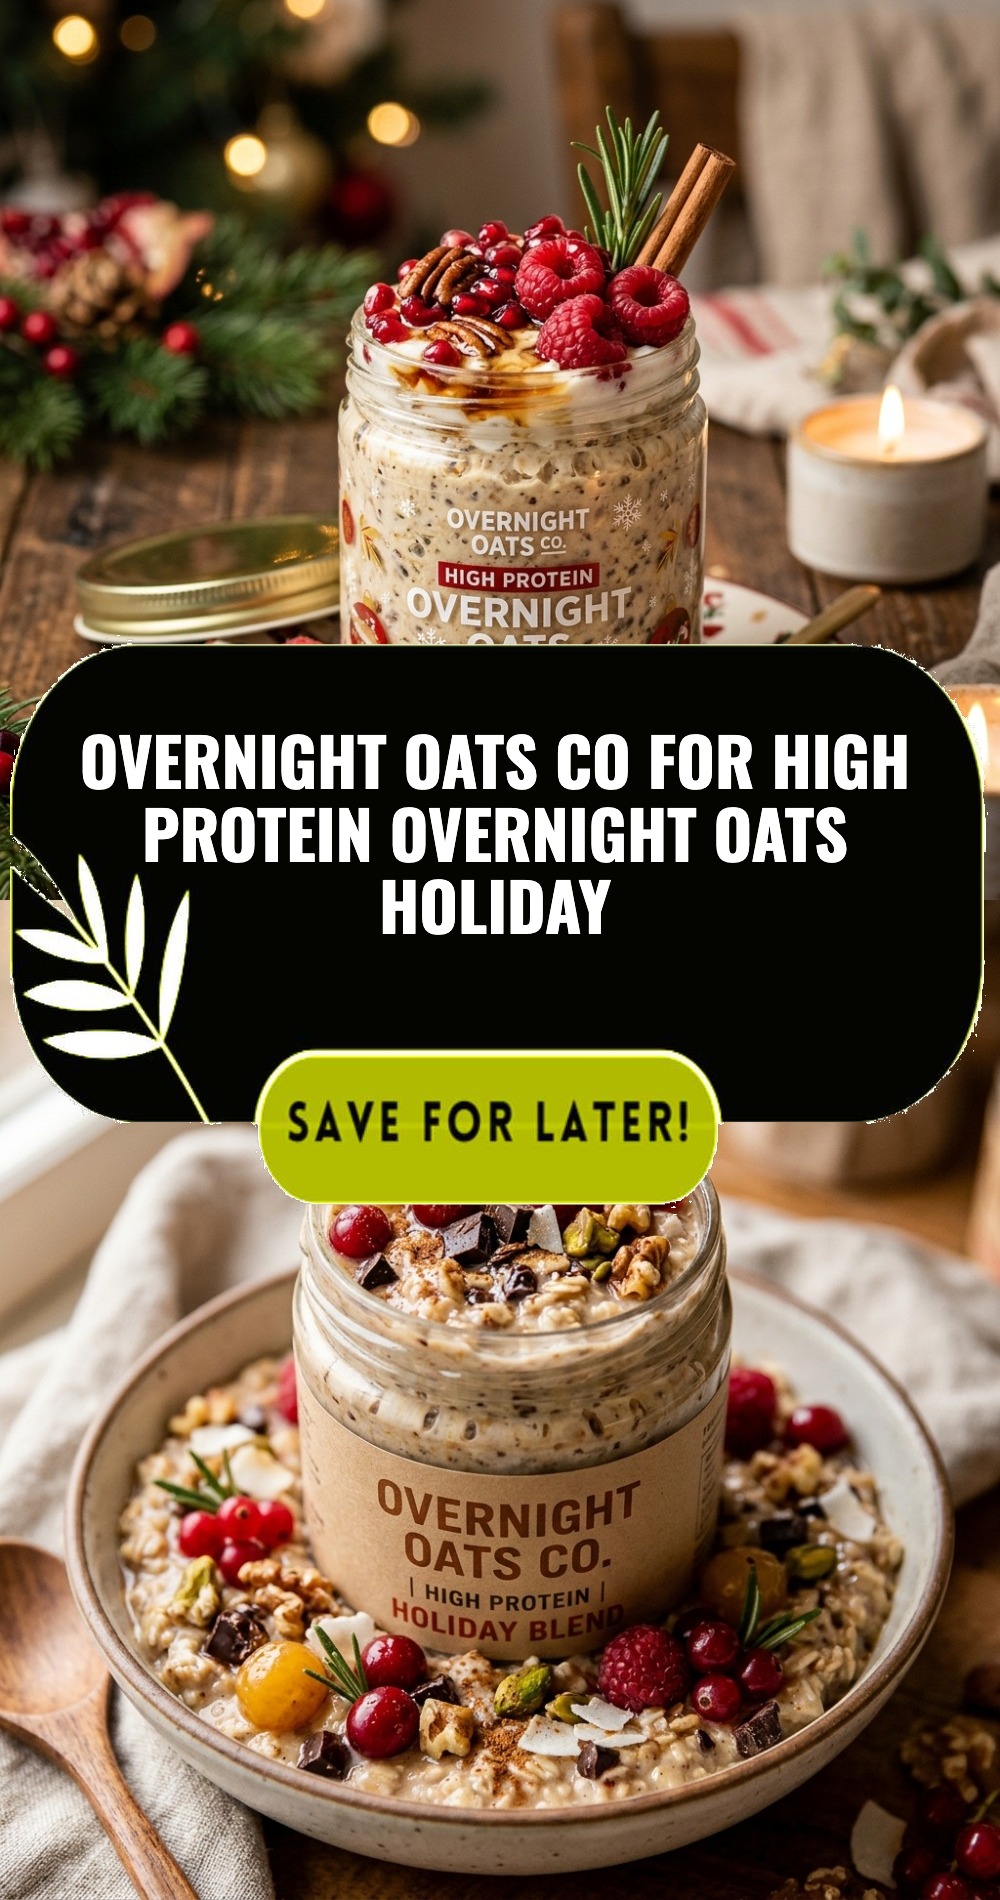 OVERNIGHT
OATS CO.
HIGH PROTEIN
OVERNIGHT
OATS
OVERNIGHT OATS CO FOR HIGH
PROTEIN OVERNIGHT OATS
HOLIDAY
SAVE FOR LATER!
OVERNIGHT
OATS CO.
| HIGH PROTEIN |
HOLIDAY BLEND